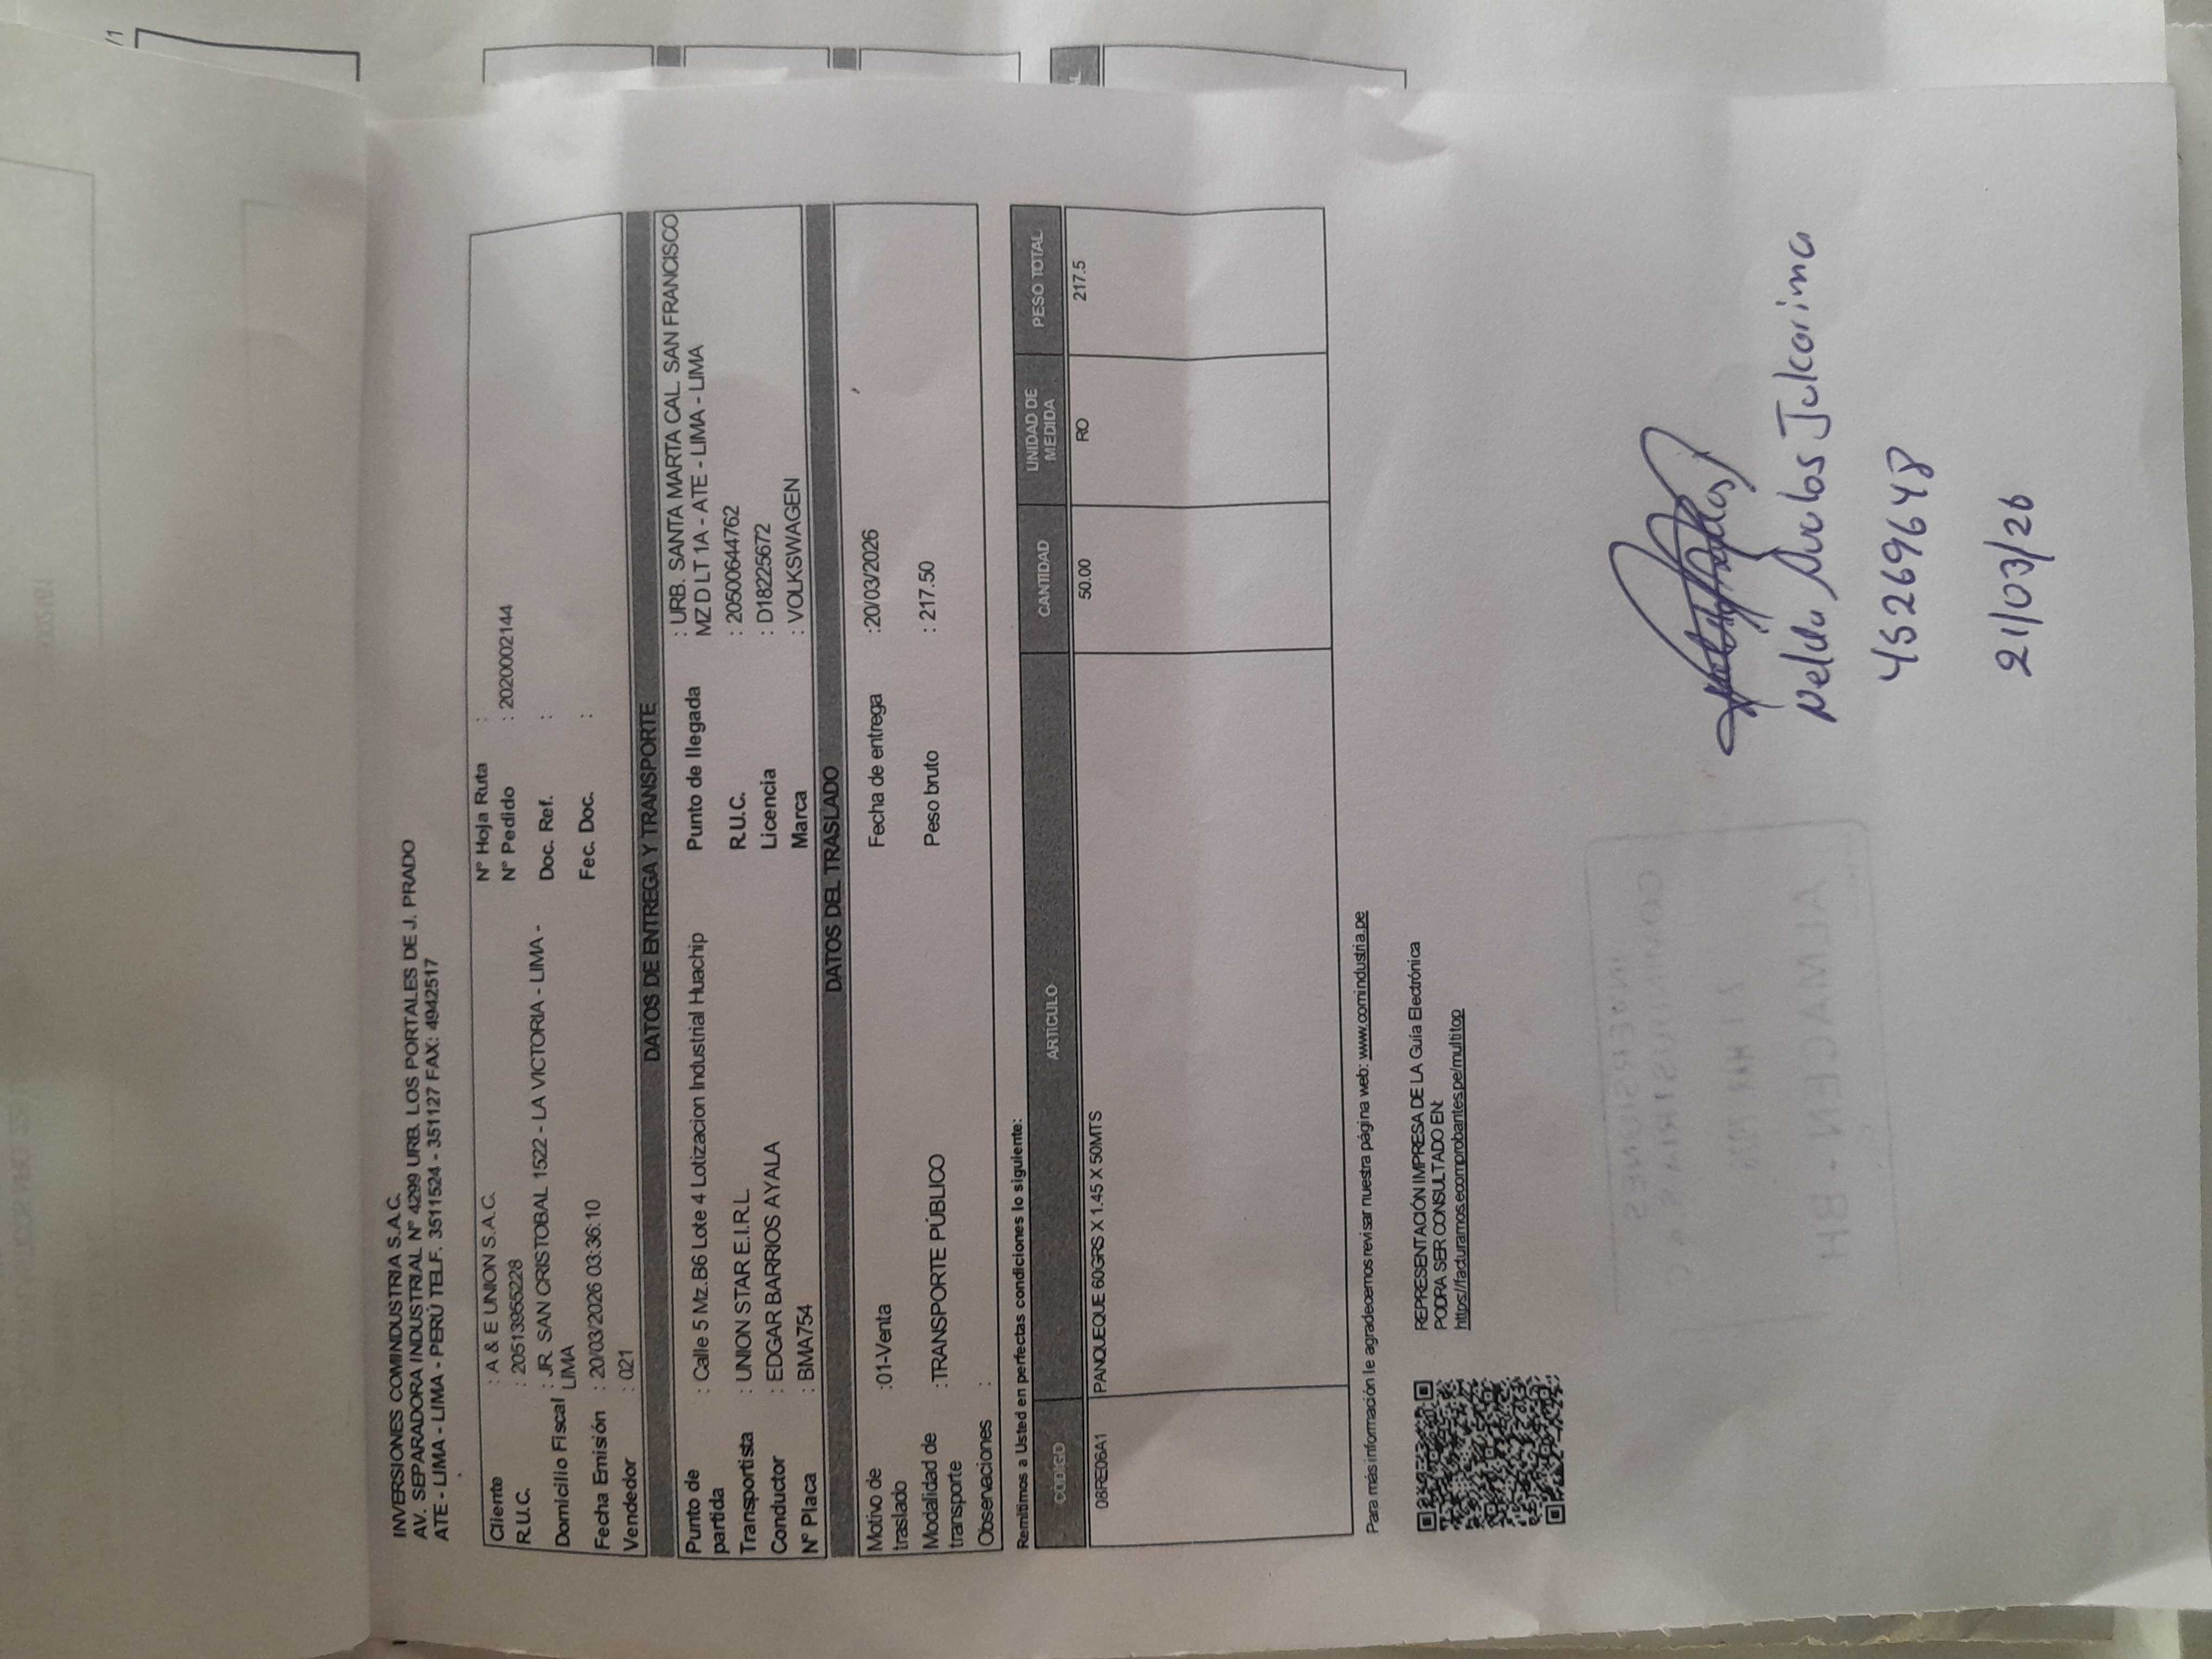 INVERSIONES COMINDUSTRIA S.A.C.
AV. SEPARADORA INDUSTRIAL N° 4299 URB. LOS PORTALES DE J. PRADO
ATE - LIMA - LIMA - PERÚ TELF. 3511524 - 351127 FAX: 4942517
Cliente : A & E UNION S.A.C. N° Hoja Ruta :
R.U.C. : 20513955228 N° Pedido : 2020002144
Domicilio Fiscal : JR. SAN CRISTOBAL 1522 - LA VICTORIA - LIMA - Doc. Ref. :
LIMA
Fecha Emisión : 20/03/2026 03:36:10 Fec. Doc. :
Vendedor : 021
DATOS DE ENTREGA Y TRANSPORTE
Punto de partida : Calle 5 Mz.B6 Lote 4 Lotizacion Industrial Huachip Punto de llegada : URB. SANTA MARTA CAL. SAN FRANCISCO
MZ D LT 1A - ATE - LIMA - LIMA
Transportista : UNION STAR E.I.R.L. R.U.C. : 20500644762
Conductor : EDGAR BARRIOS AYALA Licencia : D18225672
N° Placa : BMA754 Marca : VOLKSWAGEN
DATOS DEL TRASLADO
Motivo de traslado :01-Venta Fecha de entrega :20/03/2026
Modalidad de transporte :TRANSPORTE PÚBLICO Peso bruto : 217.50
Observaciones :
Remitimos a Usted en perfectas condiciones lo siguiente:
CODIGO ARTICULO CANTIDAD UNIDAD DE MEDIDA PESO TOTAL
08RE06A1 PANQUEQUE 60GRS X 1.45 X 50MTS 50.00 RO 217.5
Para más información le agradecemos revisar nuestra página web: www.comindustria.pe
REPRESENTACIÓN IMPRESA DE LA Guía Electrónica
PODRA SER CONSULTADO EN:
https://facturamos.ecomprobantes.pe/multitop
Julcarima
45269648
21/03/26